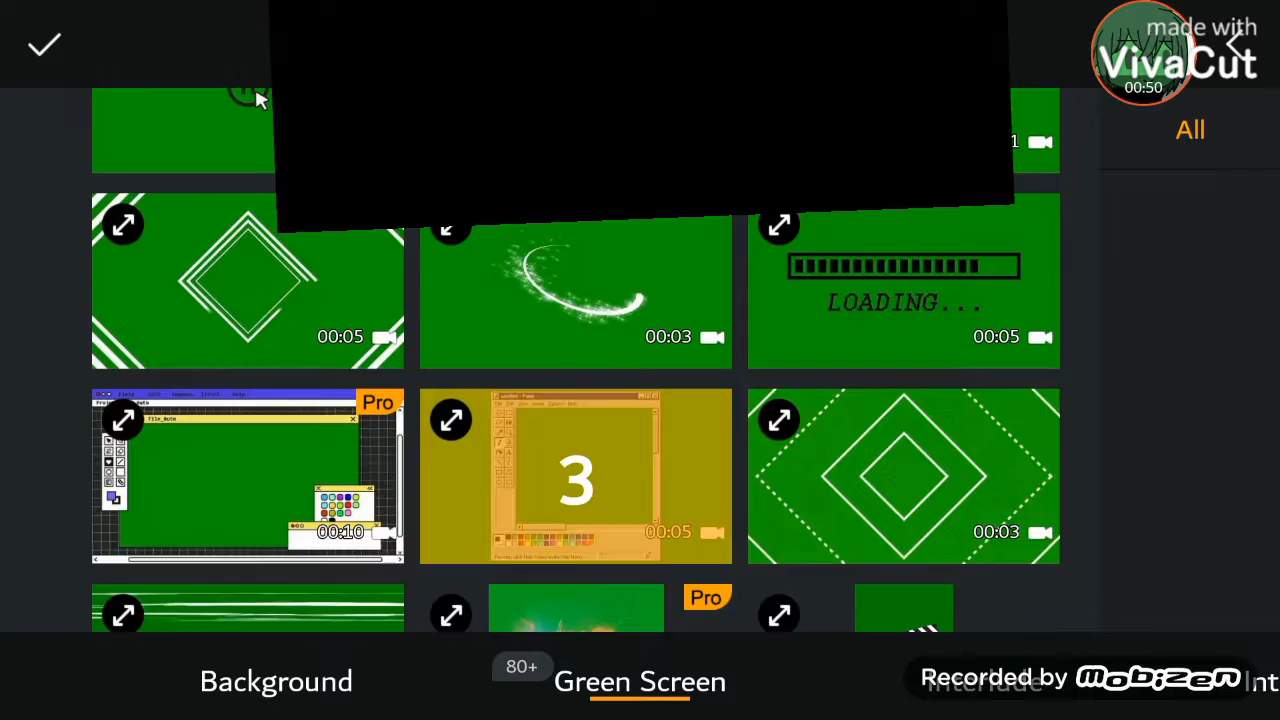 made with
VivaCut
00:50
All
1
00:05
00:03
LOADING...
00:05
Pro
00:10
3
00:05
00:03
Pro
80+
Background
Green Screen
Recorded by mobizen
Int